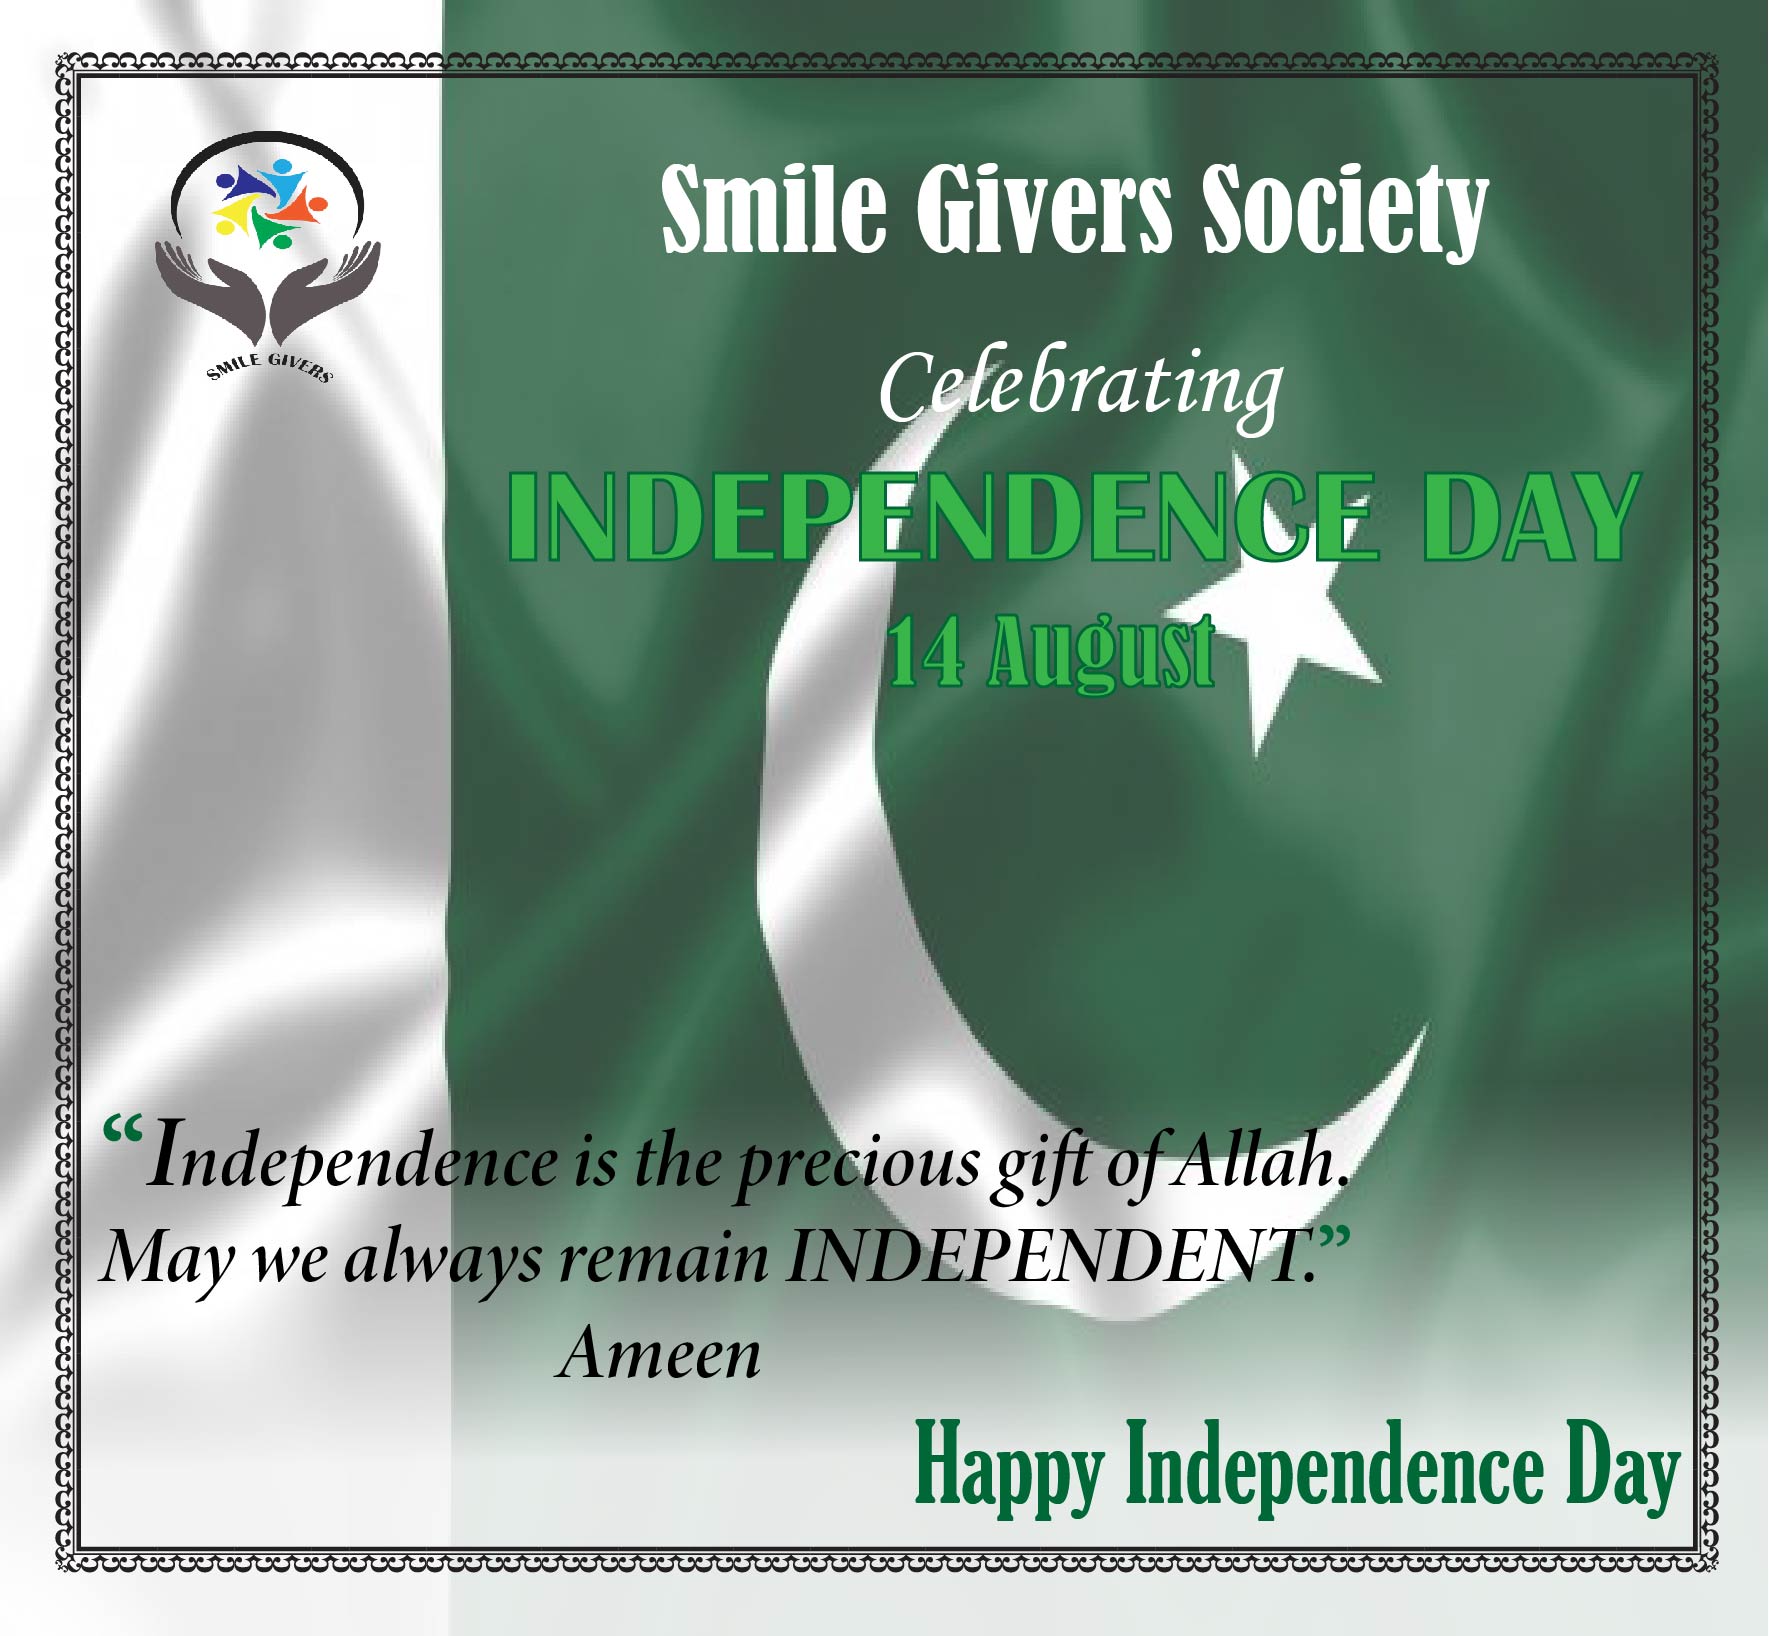 SMILE GIVERS
Smile Givers Society
Celebrating
INDEPENDENCE DAY
14 August
“Independence is the precious gift of Allah.
May we always remain INDEPENDENT.”
Ameen
Happy Independence Day